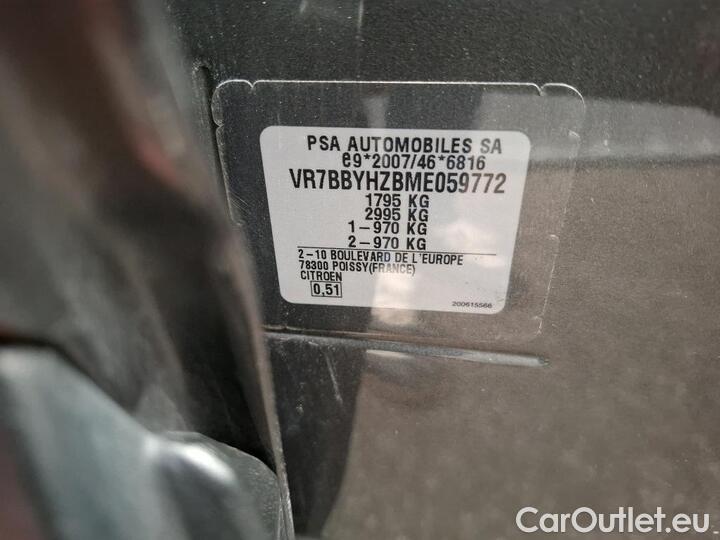 PSA AUTOMOBILES SA
e9*2007/46*6816
VR7BBYHZBME059772
1795 KG
2995 KG
1-970 KG
2-970 KG
2-10 BOULEVARD DE L'EUROPE
78300 POISSY(FRANCE)
CITROEN
0,51
200615566
CarOutlet.eu